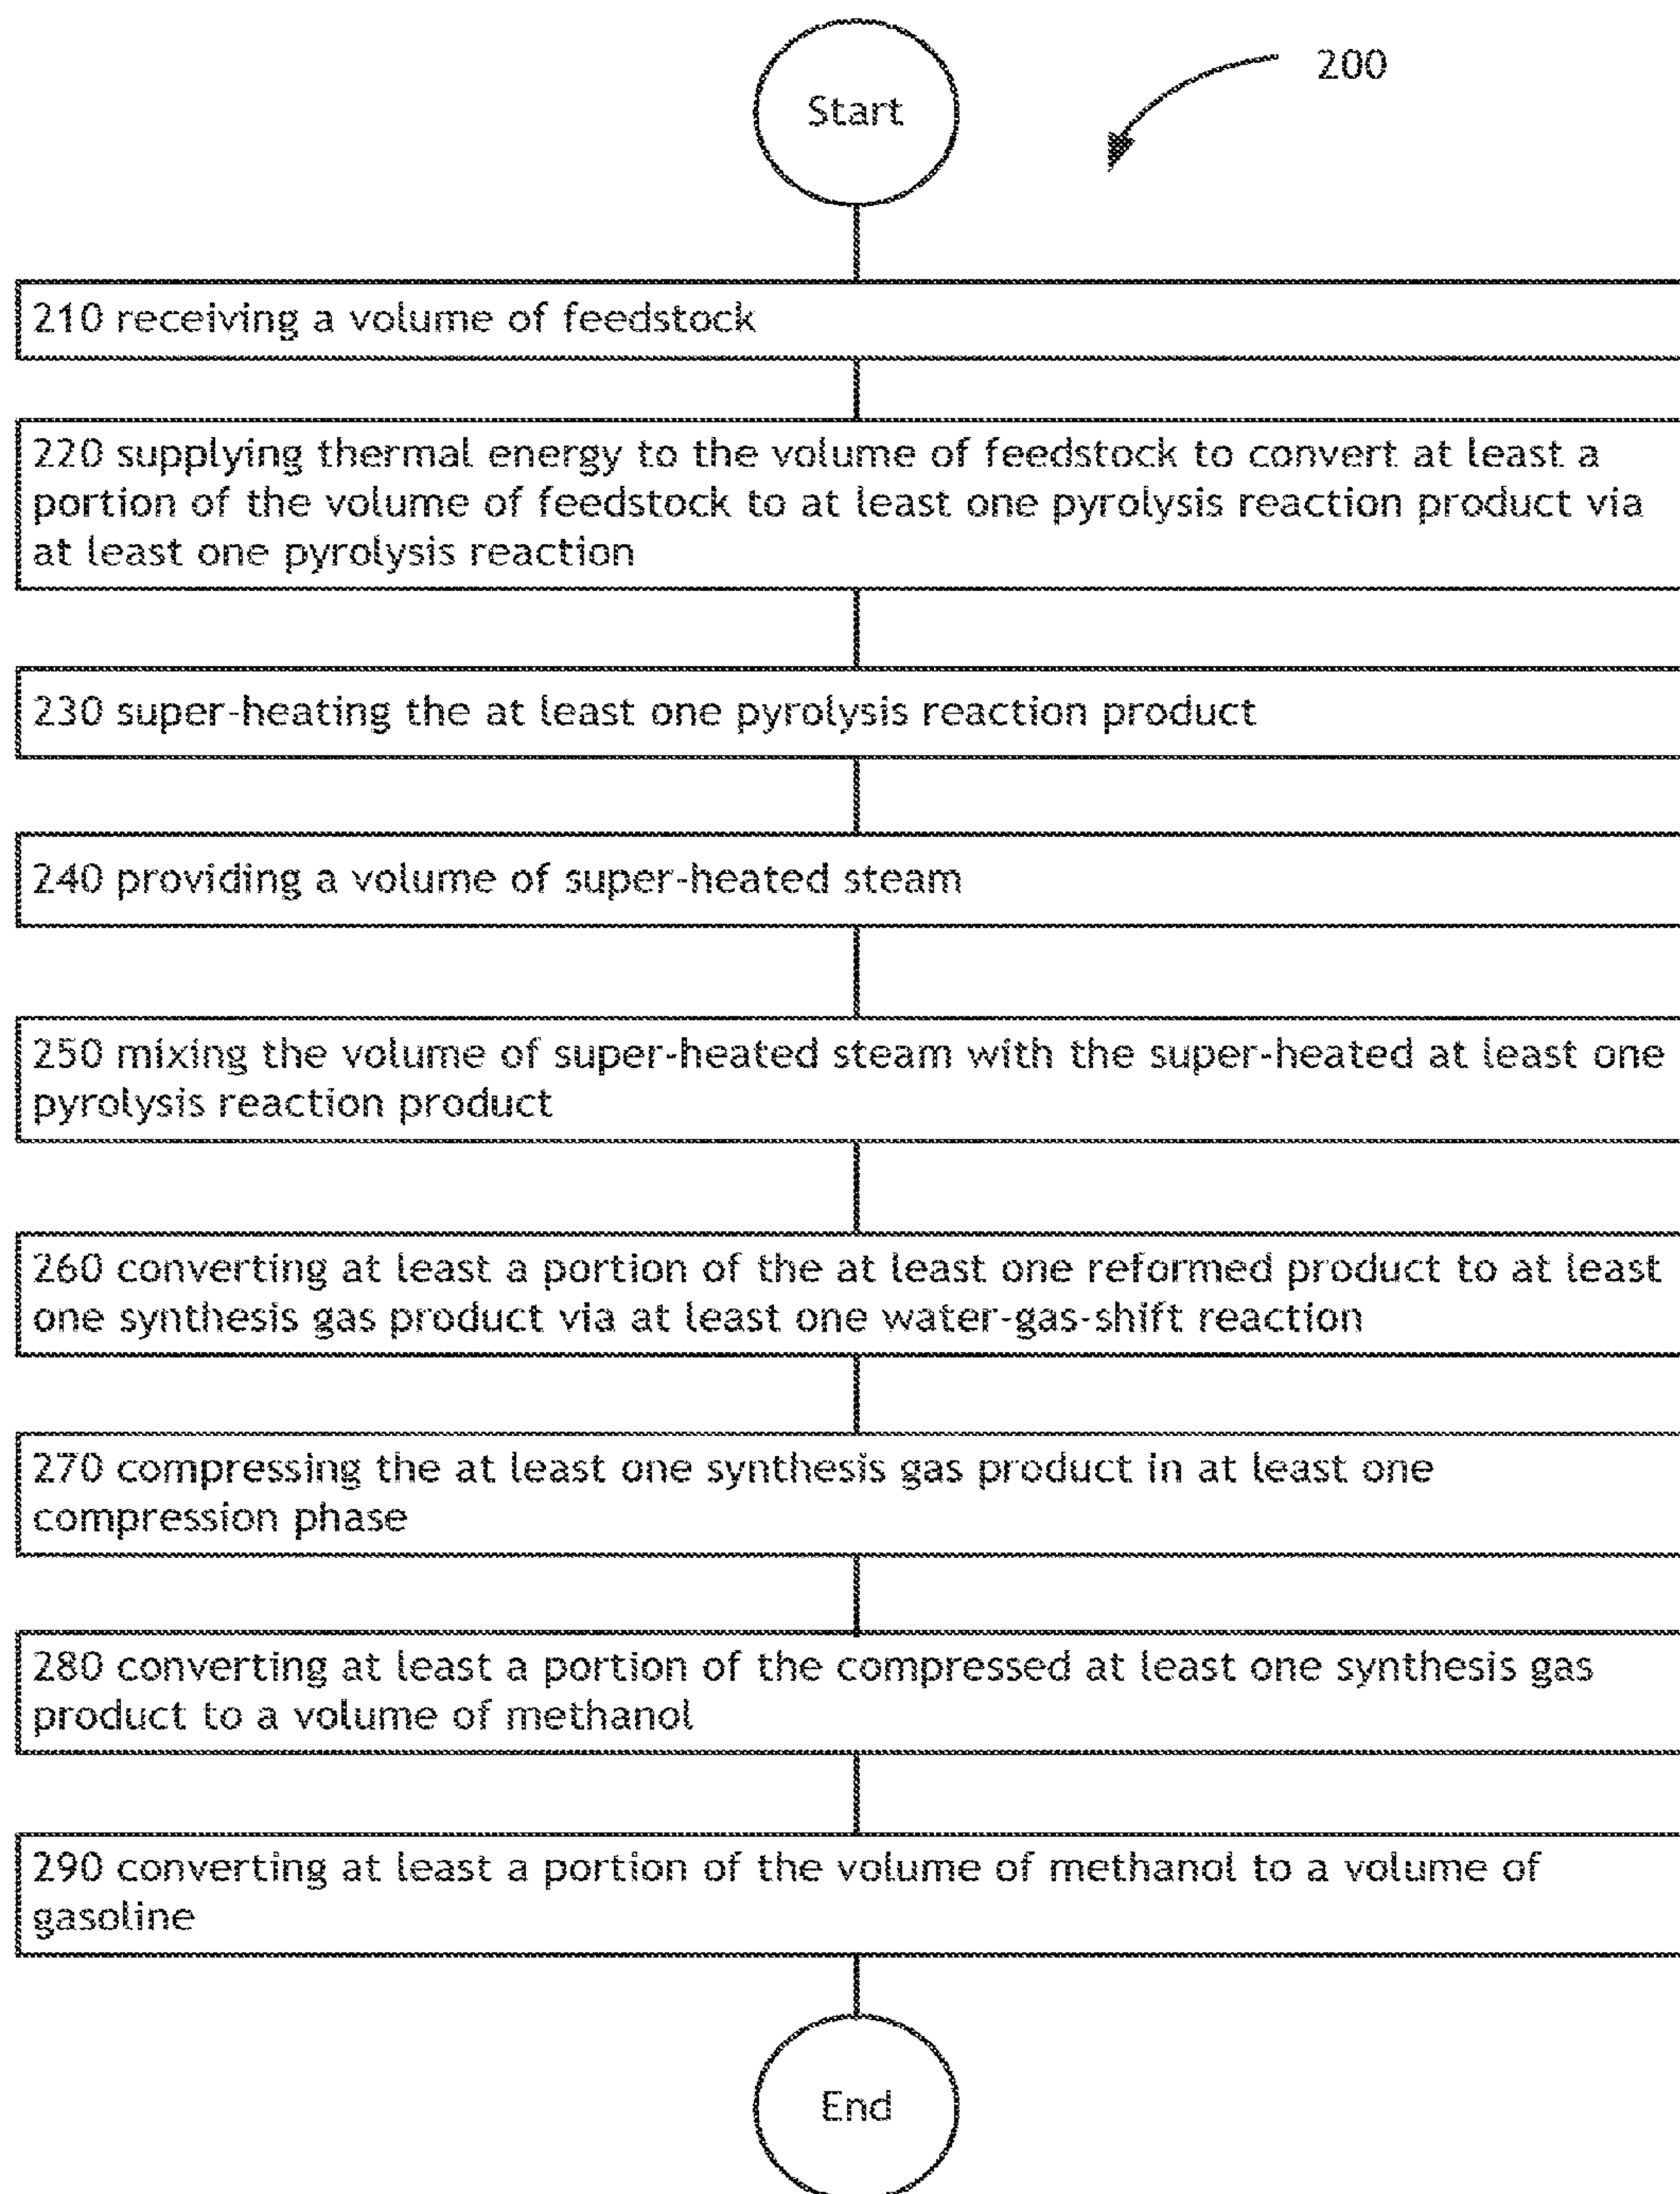 Start
200
210 receiving a volume of feedstock
220 supplying thermal energy to the volume of feedstock to convert at least a
portion of the volume of feedstock to at least one pyrolysis reaction product via
at least one pyrolysis reaction
230 super-heating the at least one pyrolysis reaction product
240 providing a volume of super-heated steam
250 mixing the volume of super-heated steam with the super-heated at least one
pyrolysis reaction product
260 converting at least a portion of the at least one reformed product to at least
one synthesis gas product via at least one water-gas-shift reaction
270 compressing the at least one synthesis gas product in at least one
compression phase
280 converting at least a portion of the compressed at least one synthesis gas
product to a volume of methanol
290 converting at least a portion of the volume of methanol to a volume of
gasoline
End